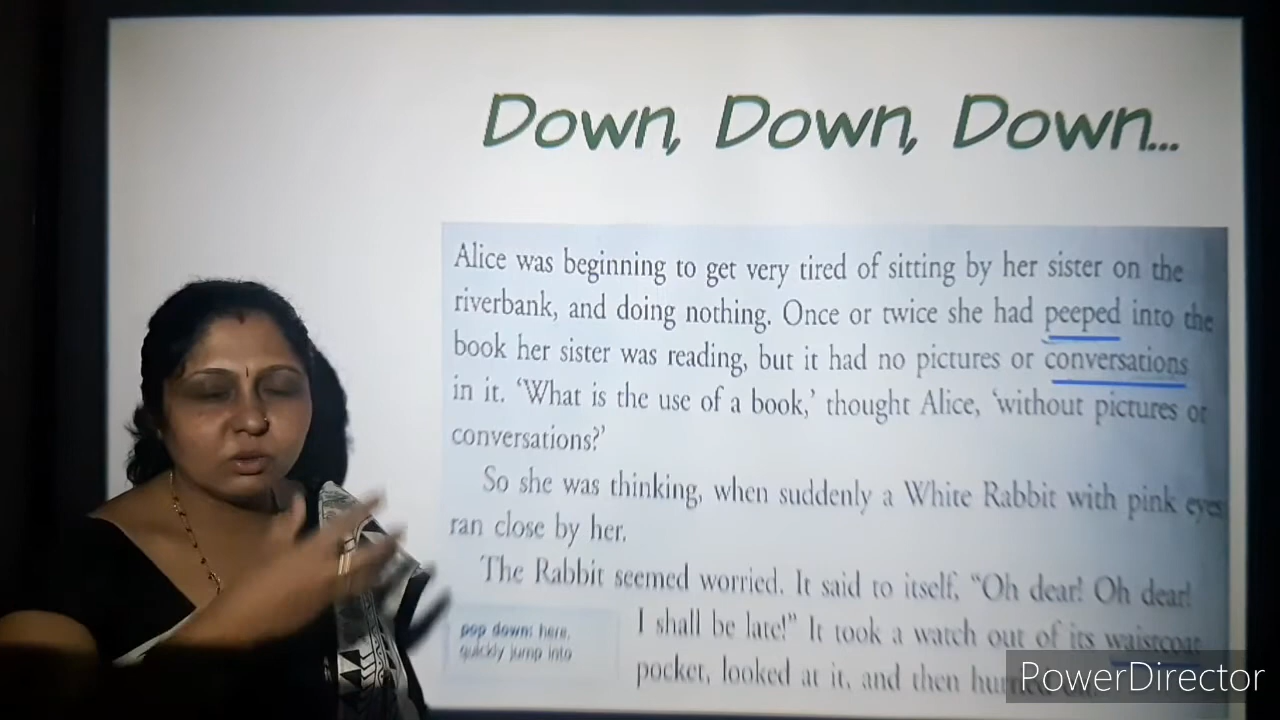 Down, Down, Down...
Alice was beginning to get very tired of sitting by her sister on the
riverbank, and doing nothing. Once or twice she had peeped into the
book her sister was reading, but it had no pictures or conversations
in it. ‘What is the use of a book,’ thought Alice, ‘without pictures or
conversations?’
So she was thinking, when suddenly a White Rabbit with pink eyes
ran close by her.
The Rabbit seemed worried. It said to itself, “Oh dear! Oh dear!
I shall be late!” It took a watch out of its waistcoat
pocket, looked at it, and then
pop down: here,
quickly jump into
PowerDirector